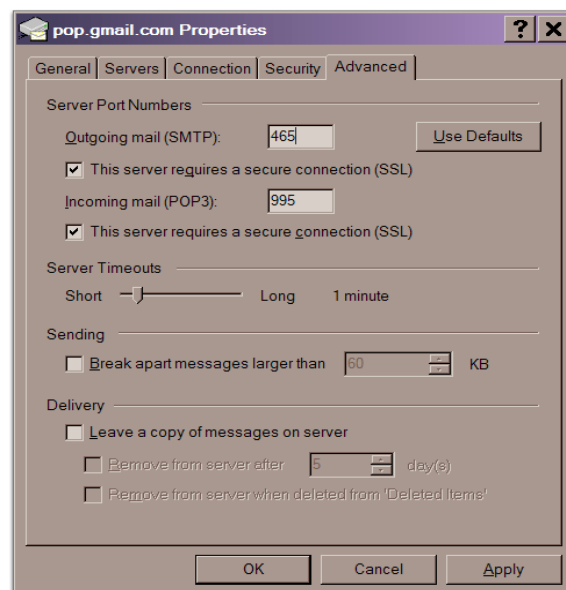 pop.gmail.com Properties
General Servers Connection Security Advanced
Server Port Numbers
Outgoing mail (SMTP): 465 Use Defaults
This server requires a secure connection (SSL)
Incoming mail (POP3): 995
This server requires a secure connection (SSL)
Server Timeouts
Short Long 1 minute
Sending
Break apart messages larger than 60 KB
Delivery
Leave a copy of messages on server
Remove from server after 5 day(s)
Remove from server when deleted from 'Deleted Items'
OK Cancel Apply